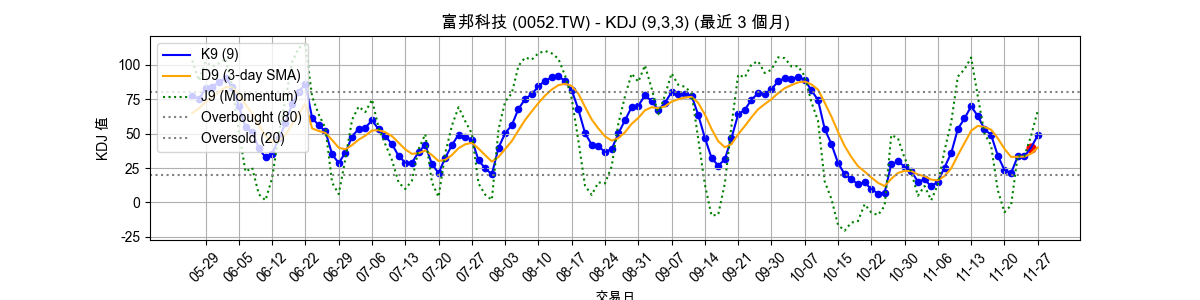 富邦科技 (0052.TW) - KDJ (9,3,3) (最近 3 個月)
K9 (9)
D9 (3-day SMA)
J9 (Momentum)
Overbought (80)
Oversold (20)
KDJ 值
100
75
50
25
0
-25
05-29 06-05 06-12 06-22 06-29 07-06 07-13 07-20 07-27 08-03 08-10 08-17 08-24 08-31 09-07 09-14 09-21 09-30 10-07 10-15 10-22 10-30 11-06 11-13 11-20 11-27
交易日